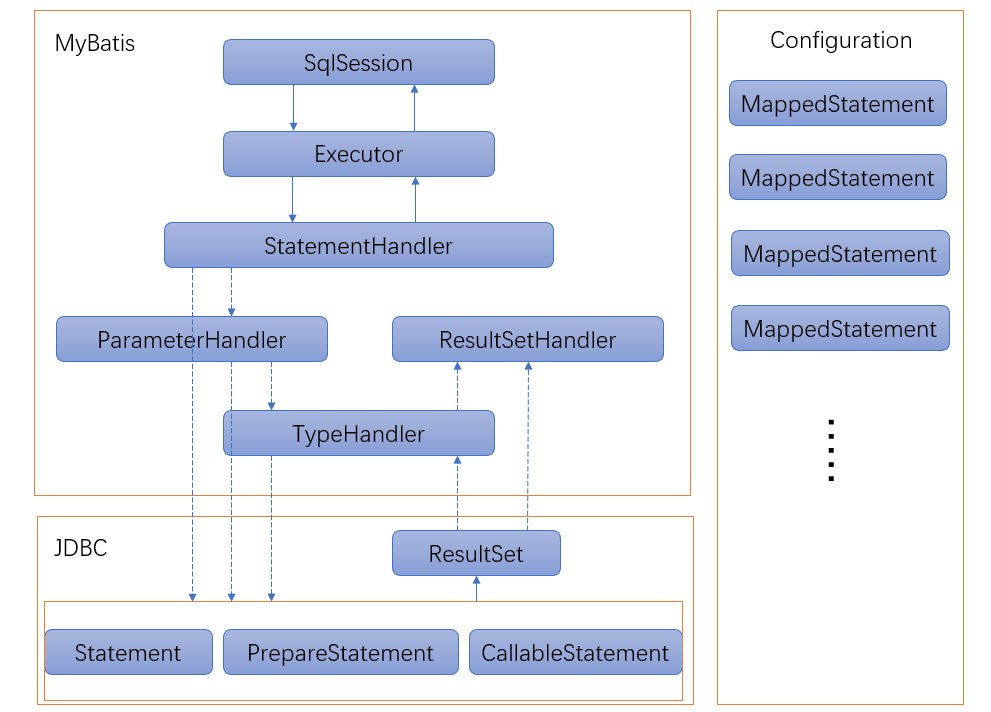 MyBatis
SqlSession
Executor
StatementHandler
ParameterHandler
ResultSetHandler
TypeHandler
JDBC
ResultSet
Statement
PrepareStatement
CallableStatement
Configuration
MappedStatement
MappedStatement
MappedStatement
MappedStatement